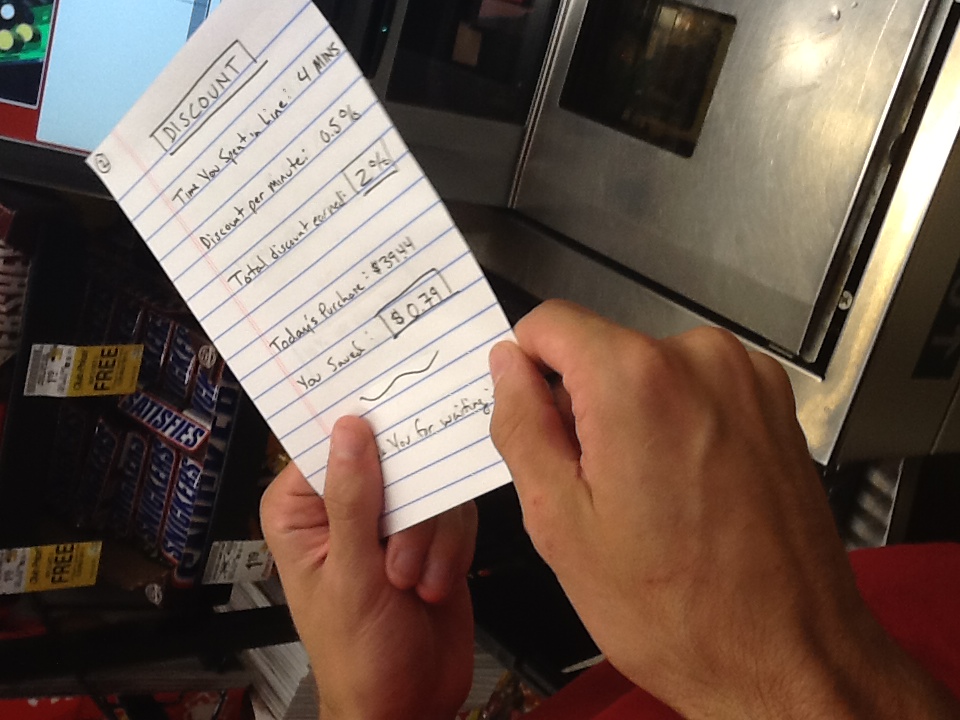 HERSHEY
Club Price
FREE
1 19
Club Price
FREE
SNICKERS
SNICKERS
SNICKERS
SNICKERS
1 19
2
DISCOUNT
Time You Spent in Line: 4 MINS
Discount per minute: 0.5%
Total discount earned: 2%
Today's Purchase: $39.44
You Saved: $0.79
You for waiting!